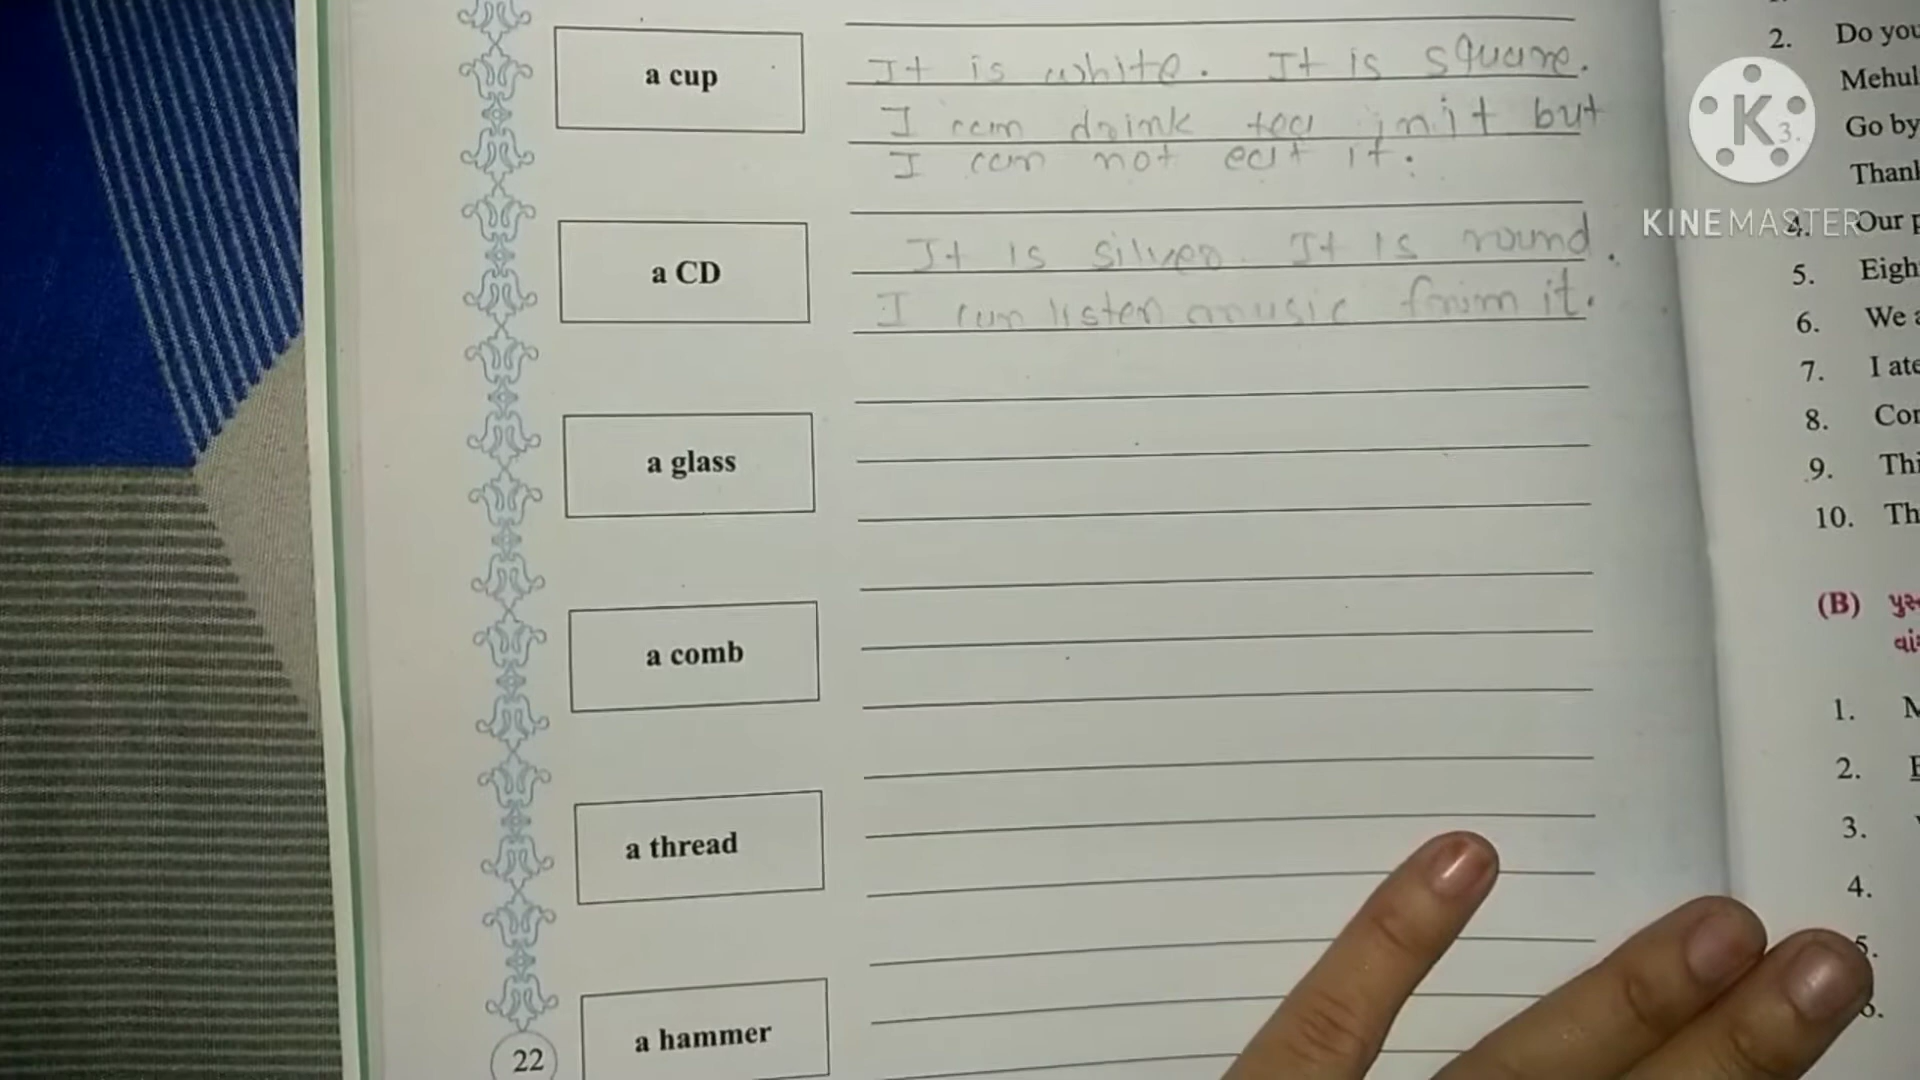 a cup
It is white. It is square.
I can drink tea in it but
I can not eat it.
a CD
It is silver. It is round.
I can listen music from it.
a glass
a comb
a thread
a hammer
22
2. Do you
Mehul
3. Go by
Thank
4. Our p
5. Eigh
6. We a
7. I ate
8. Co
9. Thi
10. Th
(B)
1.
2.
3.
4.
5.
6.
K
KINEMASTER